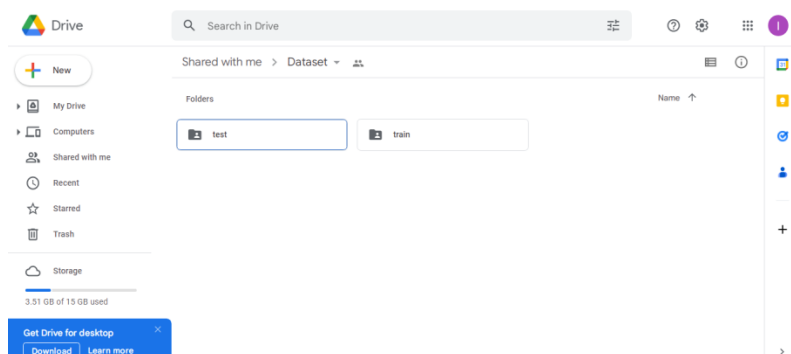 Drive
Search in Drive
I
New
Shared with me > Dataset
My Drive
Computers
Shared with me
Recent
Starred
Trash
Storage
3.51 GB of 15 GB used
Folders
Name
test
train
31
Get Drive for desktop
Download Learn more